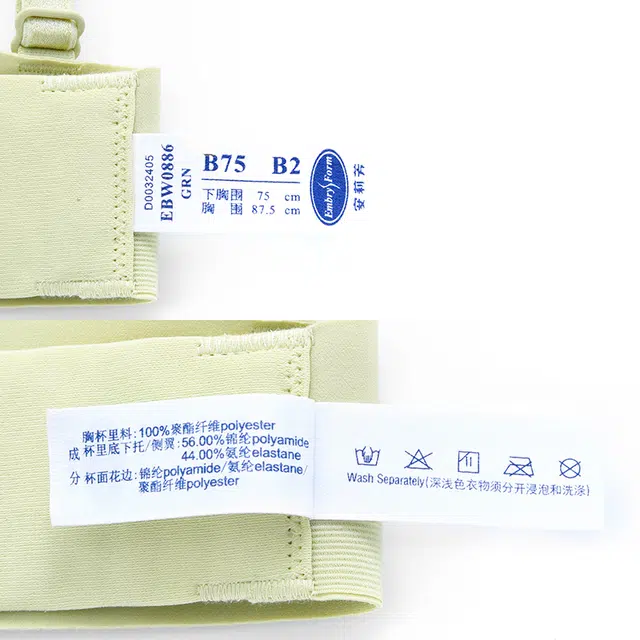 D0032405
EBW0886
GRN
B75 B2
下胸围 75 cm
胸 围 87.5 cm
Embry Form
安莉芳
胸杯里料: 100%聚酯纤维polyester
成 杯里底下托/侧翼: 56.00%锦纶polyamide
44.00%氨纶elastane
分 杯面花边: 锦纶polyamide/氨纶elastane/
聚酯纤维polyester
Wash Separately(深浅色衣物须分开浸泡和洗涤)